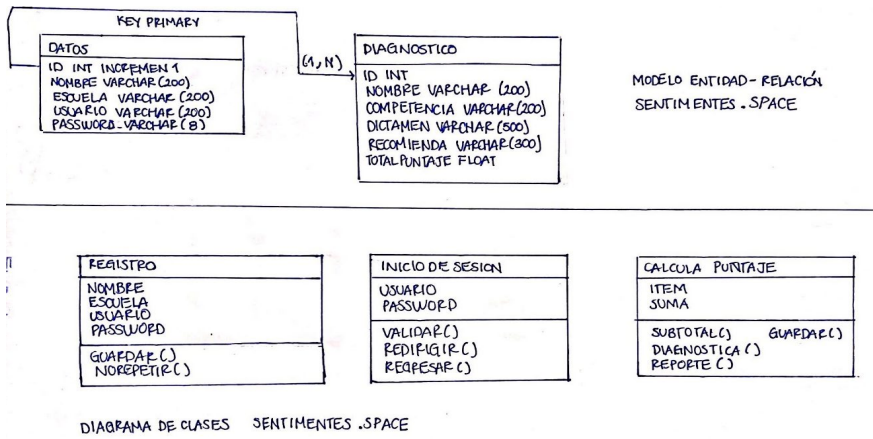 KEY PRIMARY
DATOS
ID INT INCREMEN 1
NOMBRE VARCHAR (200)
ESCUELA VARCHAR (200)
USUARIO VARCHAR (200)
PASSWORD-VARCHAR (8)
(1,N)
DIAGNOSTICO
ID INT
NOMBRE VARCHAR (200)
COMPETENCIA VARCHAR (200)
DICTAMEN VARCHAR (500)
RECOMIENDA VARCHAR (300)
TOTALPUNTAJE FLOAT
MODELO ENTIDAD-RELACIÓN
SENTIMENTES.SPACE
REGISTRO
NOMBRE
ESCUELA
USUARIO
PASSWORD
GUARDAR()
NOREPETIR()
INICIO DE SESION
USUARIO
PASSWORD
VALIDAR()
REDIRIGIR()
REGRESAR()
CALCULA PUNTAJE
ITEM
SUMA
SUBTOTAL() GUARDAR()
DIAGNOSTICA()
REPORTE()
DIAGRAMA DE CLASES SENTIMENTES.SPACE